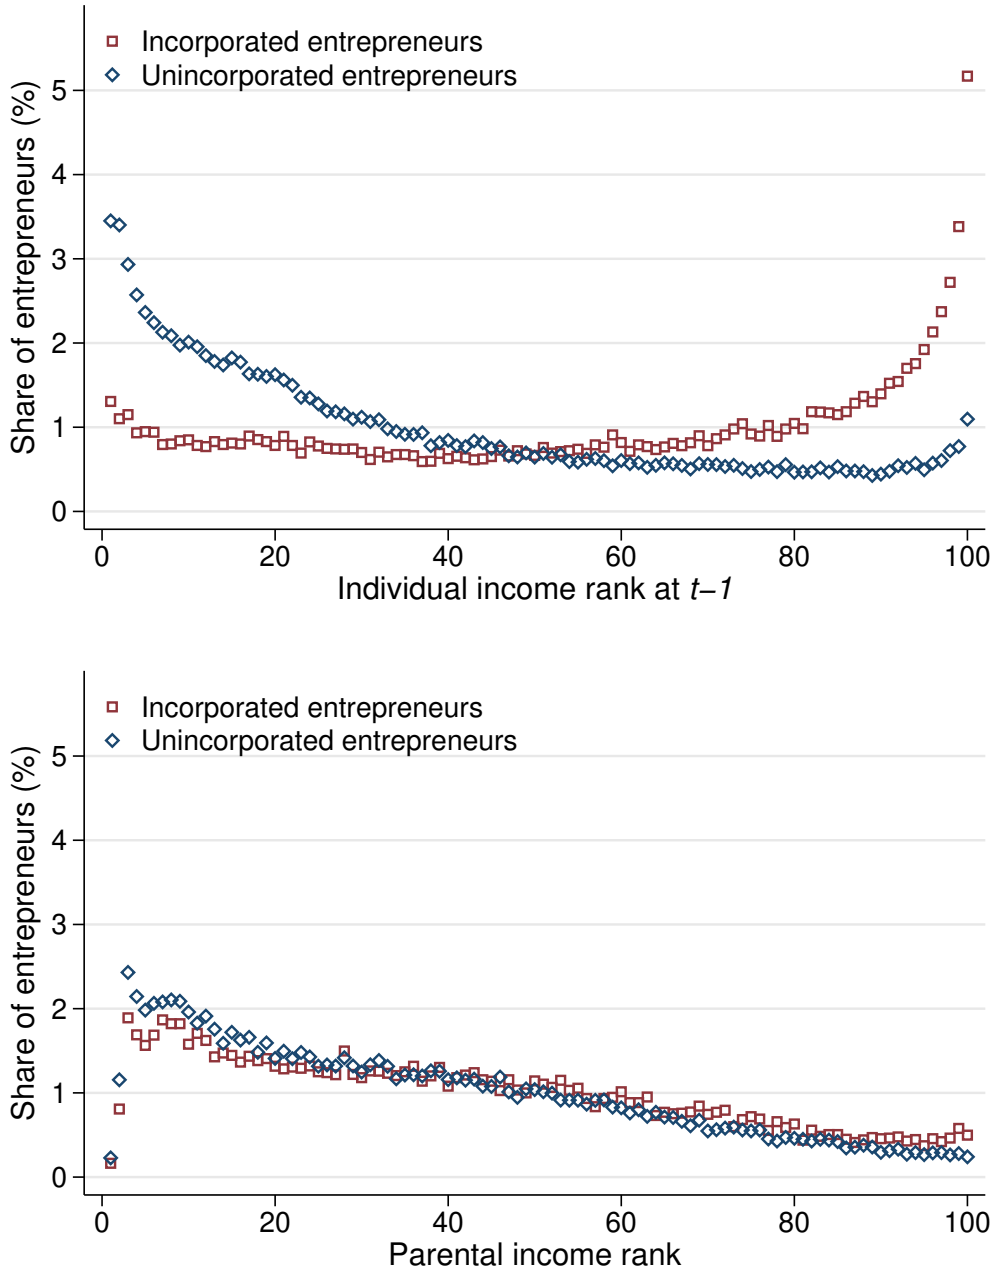 Incorporated entrepreneurs
Unincorporated entrepreneurs
Share of entrepreneurs (%)
5
4
3
2
1
0
0 20 40 60 80 100
Individual income rank at t−1
Incorporated entrepreneurs
Unincorporated entrepreneurs
Share of entrepreneurs (%)
5
4
3
2
1
0
0 20 40 60 80 100
Parental income rank